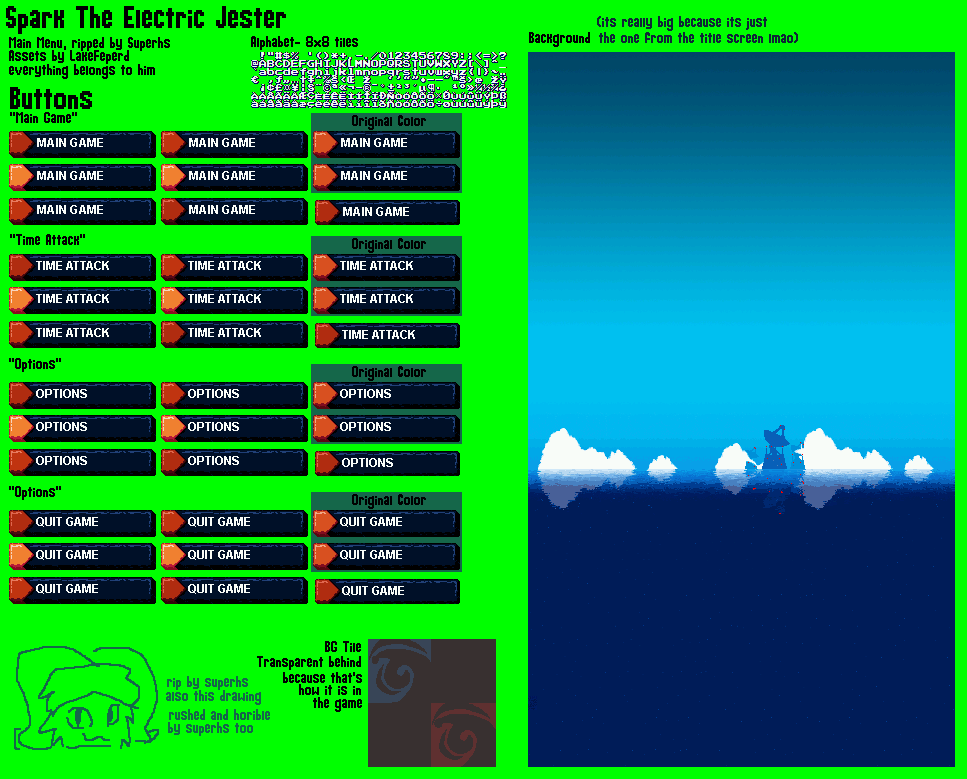 Spark The Electric Jester
Main Menu, ripped by Superhs
Assets by LakeFeperd
everything belongs to him
Alphabet- 8x8 tiles
@ABCDEFGHIJKLMNOPQRSTUVWXYZ
abcdefghijklmnopqrstuvwxyz
(its really big because its just
Background the one from the title screen lmao)
Buttons
"Main Game"
Original Color
MAIN GAME MAIN GAME MAIN GAME
MAIN GAME MAIN GAME MAIN GAME
MAIN GAME MAIN GAME MAIN GAME
"Time Attack"
Original Color
TIME ATTACK TIME ATTACK TIME ATTACK
TIME ATTACK TIME ATTACK TIME ATTACK
TIME ATTACK TIME ATTACK TIME ATTACK
"Options"
Original Color
OPTIONS OPTIONS OPTIONS
OPTIONS OPTIONS OPTIONS
OPTIONS OPTIONS OPTIONS
"Options"
Original Color
QUIT GAME QUIT GAME QUIT GAME
QUIT GAME QUIT GAME QUIT GAME
QUIT GAME QUIT GAME QUIT GAME
rip by superhs
also this drawing
rushed and horible
by superhs too
BG Tile
Transparent behind
because that's
how it is in
the game